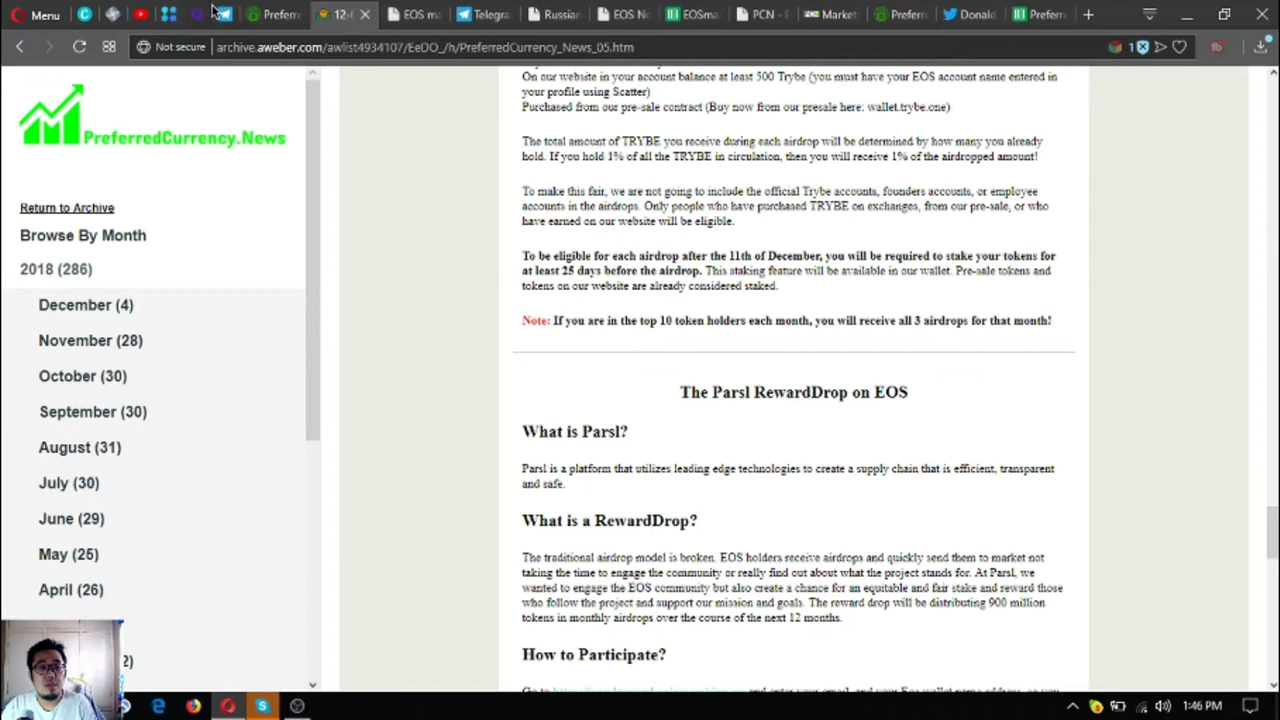 Menu
Preferr
12-(
EOS ma
Telegra
Russian
EOS No
EOSma
PCN - F
Market
Preferr
Donald
Preferr
Not secure
archive.aweber.com/awlist4934107/EeDO_/h/PreferredCurrency_News_05.htm
1
PreferredCurrency.News
Return to Archive
Browse By Month
2018 (286)
December (4)
November (28)
October (30)
September (30)
August (31)
July (30)
June (29)
May (25)
April (26)
2)
On our website in your account balance at least 500 Trybe (you must have your EOS account name entered in
your profile using Scatter)
Purchased from our pre-sale contract (Buy now from our presale here: wallet.trybe.one)
The total amount of TRYBE you receive during each airdrop will be determined by how many you already
hold. If you hold 1% of all the TRYBE in circulation, then you will receive 1% of the airdropped amount!
To make this fair, we are not going to include the official Trybe accounts, founders accounts, or employee
accounts in the airdrops. Only people who have purchased TRYBE on exchanges, from our pre-sale, or who
have earned on our website will be eligible.
To be eligible for each airdrop after the 11th of December, you will be required to stake your tokens for
at least 25 days before the airdrop. This staking feature will be available in our wallet. Pre-sale tokens and
tokens on our website are already considered staked.
Note: If you are in the top 10 token holders each month, you will receive all 3 airdrops for that month!
The Parsl RewardDrop on EOS
What is Parsl?
Parsl is a platform that utilizes leading edge technologies to create a supply chain that is efficient, transparent
and safe.
What is a RewardDrop?
The traditional airdrop model is broken. EOS holders receive airdrops and quickly send them to market not
taking the time to engage the community or really find out about what the project stands for. At Parsl, we
wanted to engage the EOS community but also create a chance for an equitable and fair stake and reward those
who follow the project and support our mission and goals. The reward drop will be distributing 900 million
tokens in monthly airdrops over the course of the next 12 months.
How to Participate?
and enter your email, and your Eos wallet name address, so you
1:46 PM